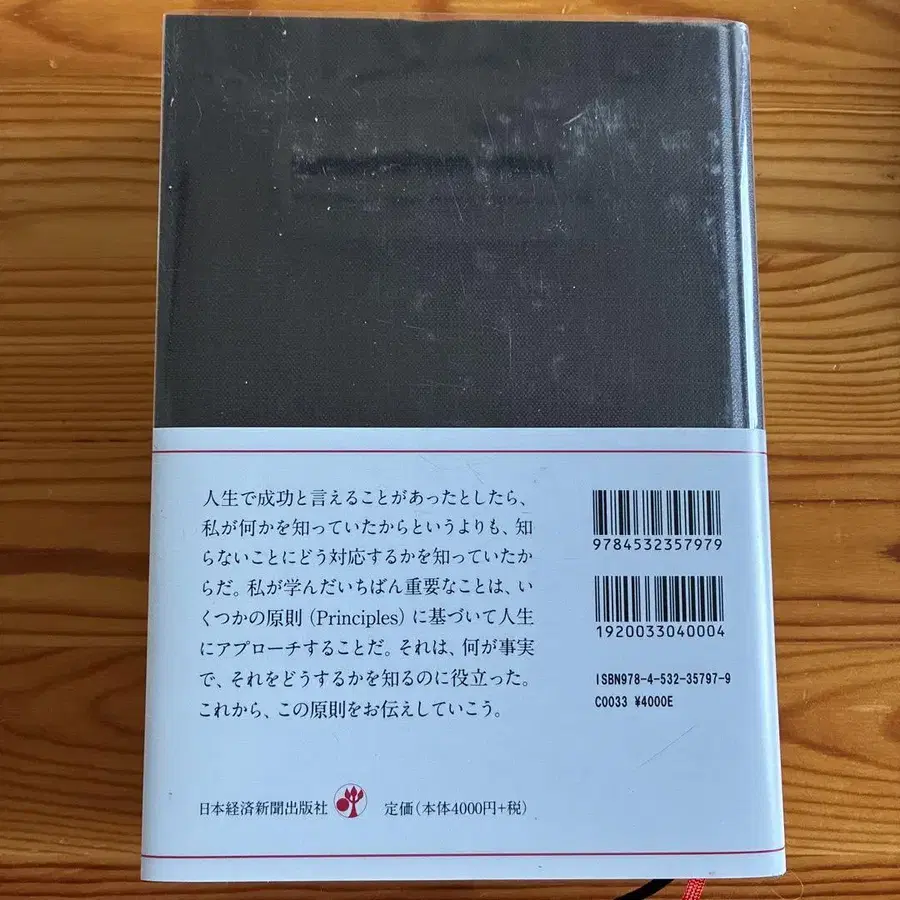 人生で成功と言えることがあったとしたら、
私が何かを知っていたからというよりも、知
らないことにどう対応するかを知っていたか
らだ。私が学んだいちばん重要なことは、い
くつかの原則（Principles）に基づいて人生
にアプローチすることだ。それは、何が事実
で、それをどうするかを知るのに役立った。
これから、この原則をお伝えしていこう。
9784532357979
1920033040004
ISBN978-4-532-35797-9
C0033 ¥4000E
日本経済新聞出版社 定価（本体4000円+税）